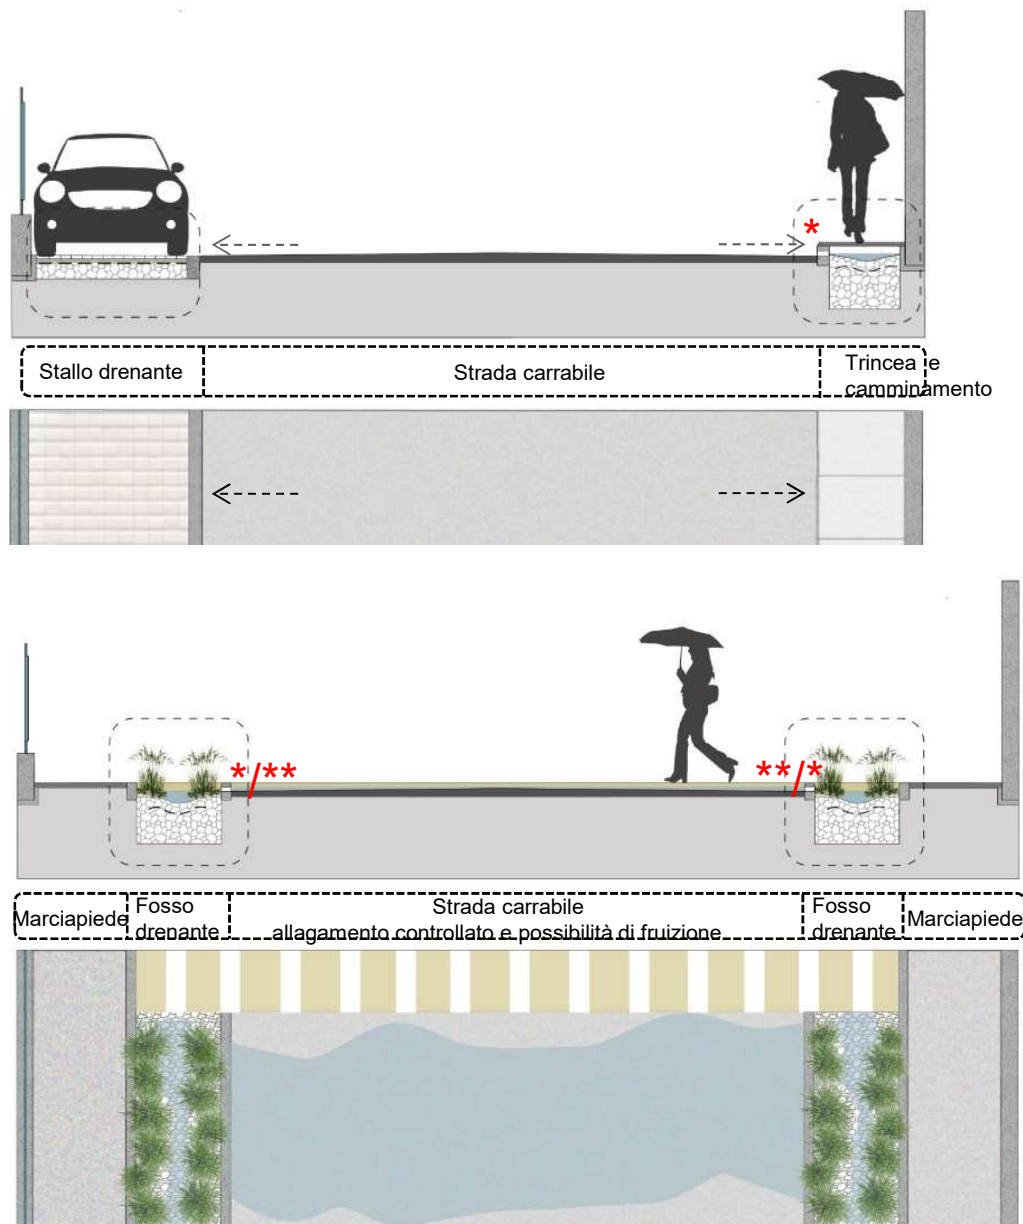 *
Stallo drenante
Strada carrabile
Trincea e
camminamento
*/**
**/*
Marciapiede
Fosso
drenante
Strada carrabile
allagamento controllato e possibilità di fruizione
Fosso
drenante
Marciapiede